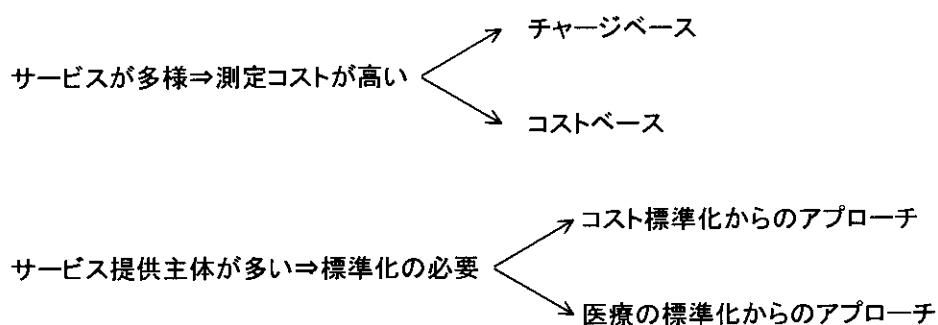 チャージベース
サービスが多様⇒測定コストが高い
コストベース
コスト標準化からのアプローチ
サービス提供主体が多い⇒標準化の必要
医療の標準化からのアプローチ